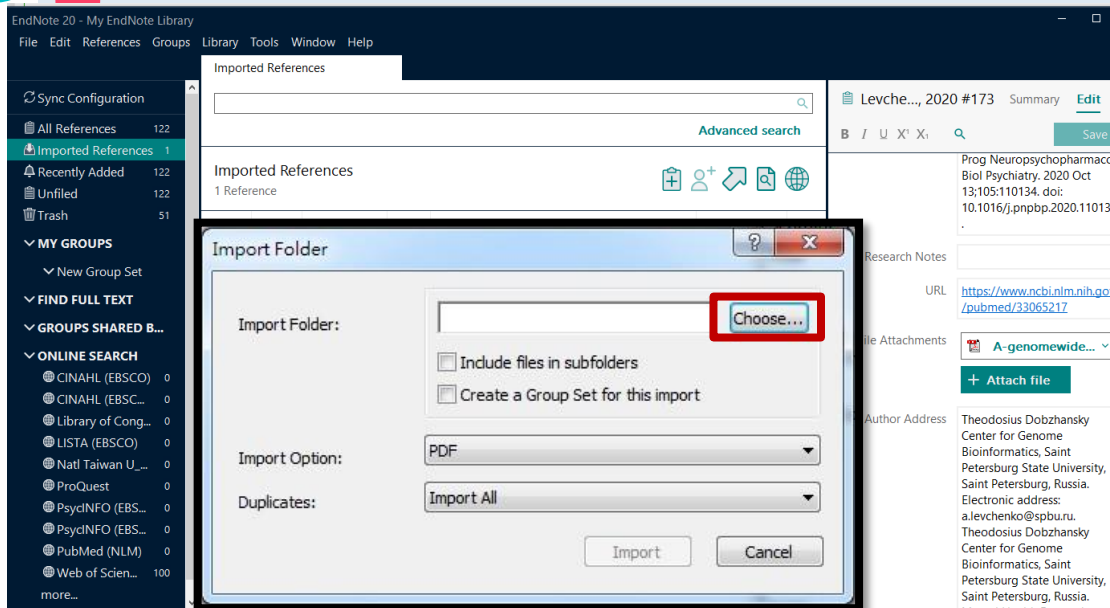 EndNote 20 - My EndNote Library
File Edit References Groups Library Tools Window Help
Imported References
Sync Configuration
All References 122
Imported References 1
Recently Added 122
Unfiled 122
Trash 51
MY GROUPS
New Group Set
FIND FULL TEXT
GROUPS SHARED B...
ONLINE SEARCH
CINAHL (EBSCO) 0
CINAHL (EBSC... 0
Library of Cong... 0
LISTA (EBSCO) 0
Natl Taiwan U_... 0
ProQuest 0
PsycINFO (EBS... 0
PsycINFO (EBS... 0
PubMed (NLM) 0
Web of Scien... 100
more...
Advanced search
Imported References
1 Reference
Import Folder
Import Folder:
Choose...
Include files in subfolders
Create a Group Set for this import
Import Option:
PDF
Duplicates:
Import All
Import
Cancel
Levche..., 2020 #173 Summary Edit
B I U X¹ X₁
Save
Prog Neuropsychopharmaco
Biol Psychiatry. 2020 Oct
13;105:110134. doi:
10.1016/j.pnpbp.2020.11013
.
Research Notes
URL
https://www.ncbi.nlm.nih.go
/pubmed/33065217
ile Attachments
A-genomewide...
+ Attach file
Author Address
Theodosius Dobzhansky
Center for Genome
Bioinformatics, Saint
Petersburg State University,
Saint Petersburg, Russia.
Electronic address:
a.levchenko@spbu.ru.
Theodosius Dobzhansky
Center for Genome
Bioinformatics, Saint
Petersburg State University,
Saint Petersburg, Russia.